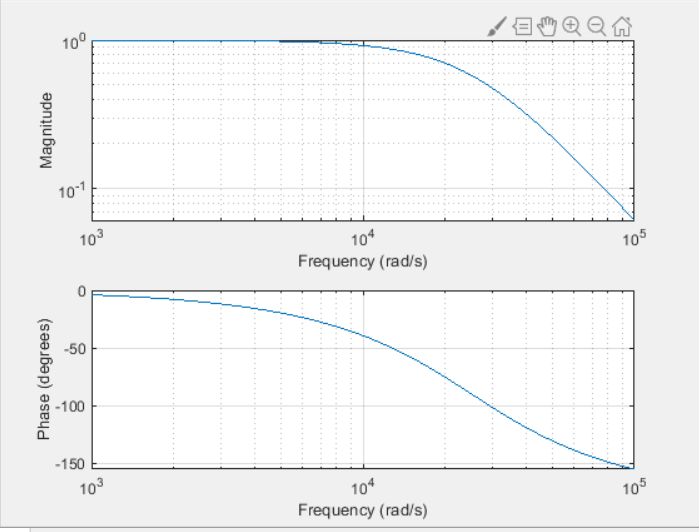 10^0
Magnitude
10^-1
10^3 10^4 10^5
Frequency (rad/s)
0
-50
Phase (degrees)
-100
-150
10^3 10^4 10^5
Frequency (rad/s)